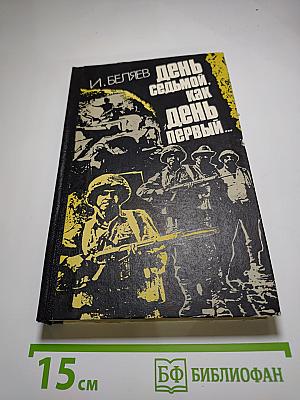 И. БЕЛЯЕВ
ДЕНЬ
СЕДЬМОЙ,
КАК
ДЕНЬ
ПЕРВЫЙ...
15 см
БФ БИБЛИОФАН